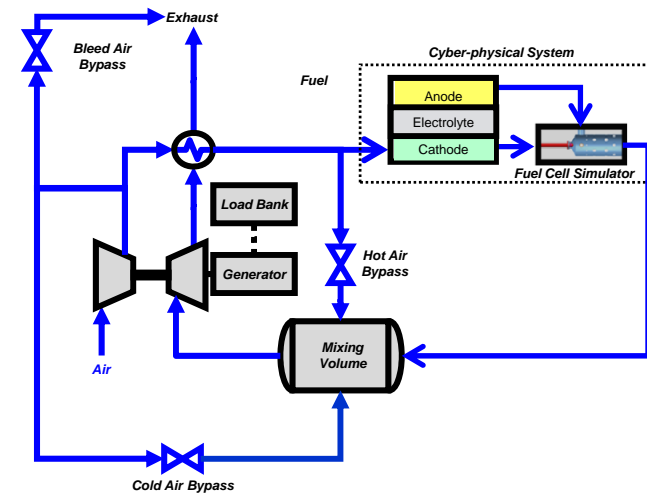 Exhaust
Bleed Air
Bypass
Cyber-physical System
Fuel
Anode
Electrolyte
Cathode
Fuel Cell Simulator
Load Bank
Generator
Hot Air
Bypass
Mixing
Volume
Air
Cold Air Bypass